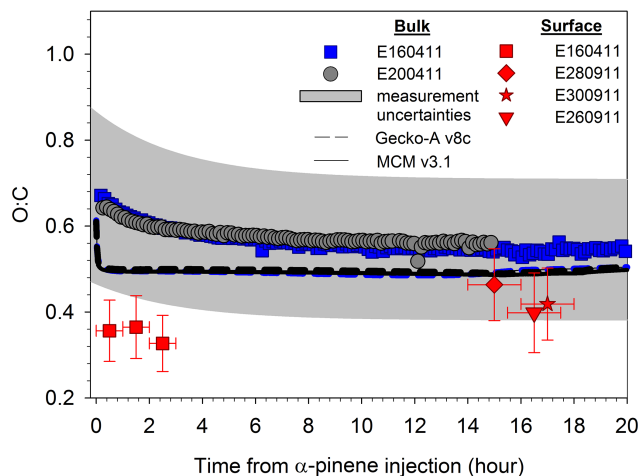 Bulk Surface
E160411 E160411
E200411 E280911
measurement E300911
uncertainties E260911
Gecko-A v8c
MCM v3.1
1.0
0.8
0.6
0.4
0.2
O:C
0 2 4 6 8 10 12 14 16 18 20
Time from α-pinene injection (hour)